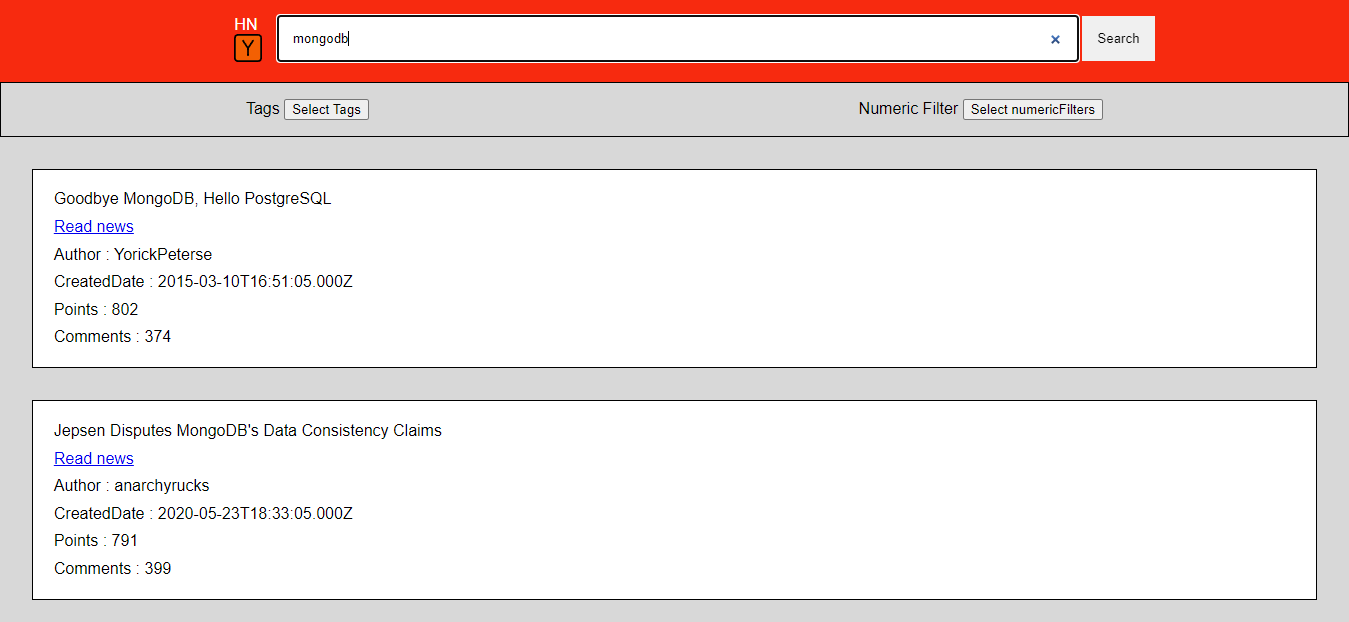 HN
Y
mongodb × Search
Tags Select Tags Numeric Filter Select numericFilters
Goodbye MongoDB, Hello PostgreSQL
Read news
Author : YorickPeterse
CreatedDate : 2015-03-10T16:51:05.000Z
Points : 802
Comments : 374
Jepsen Disputes MongoDB's Data Consistency Claims
Read news
Author : anarchyrucks
CreatedDate : 2020-05-23T18:33:05.000Z
Points : 791
Comments : 399